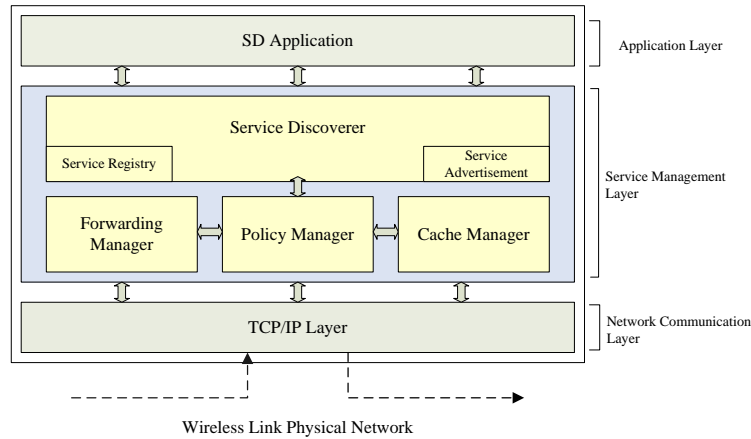 SD Application
Application Layer
Service Discoverer
Service Registry
Service
Advertisement
Service Management
Layer
Forwarding
Manager
Policy Manager
Cache Manager
TCP/IP Layer
Network Communication
Layer
Wireless Link Physical Network